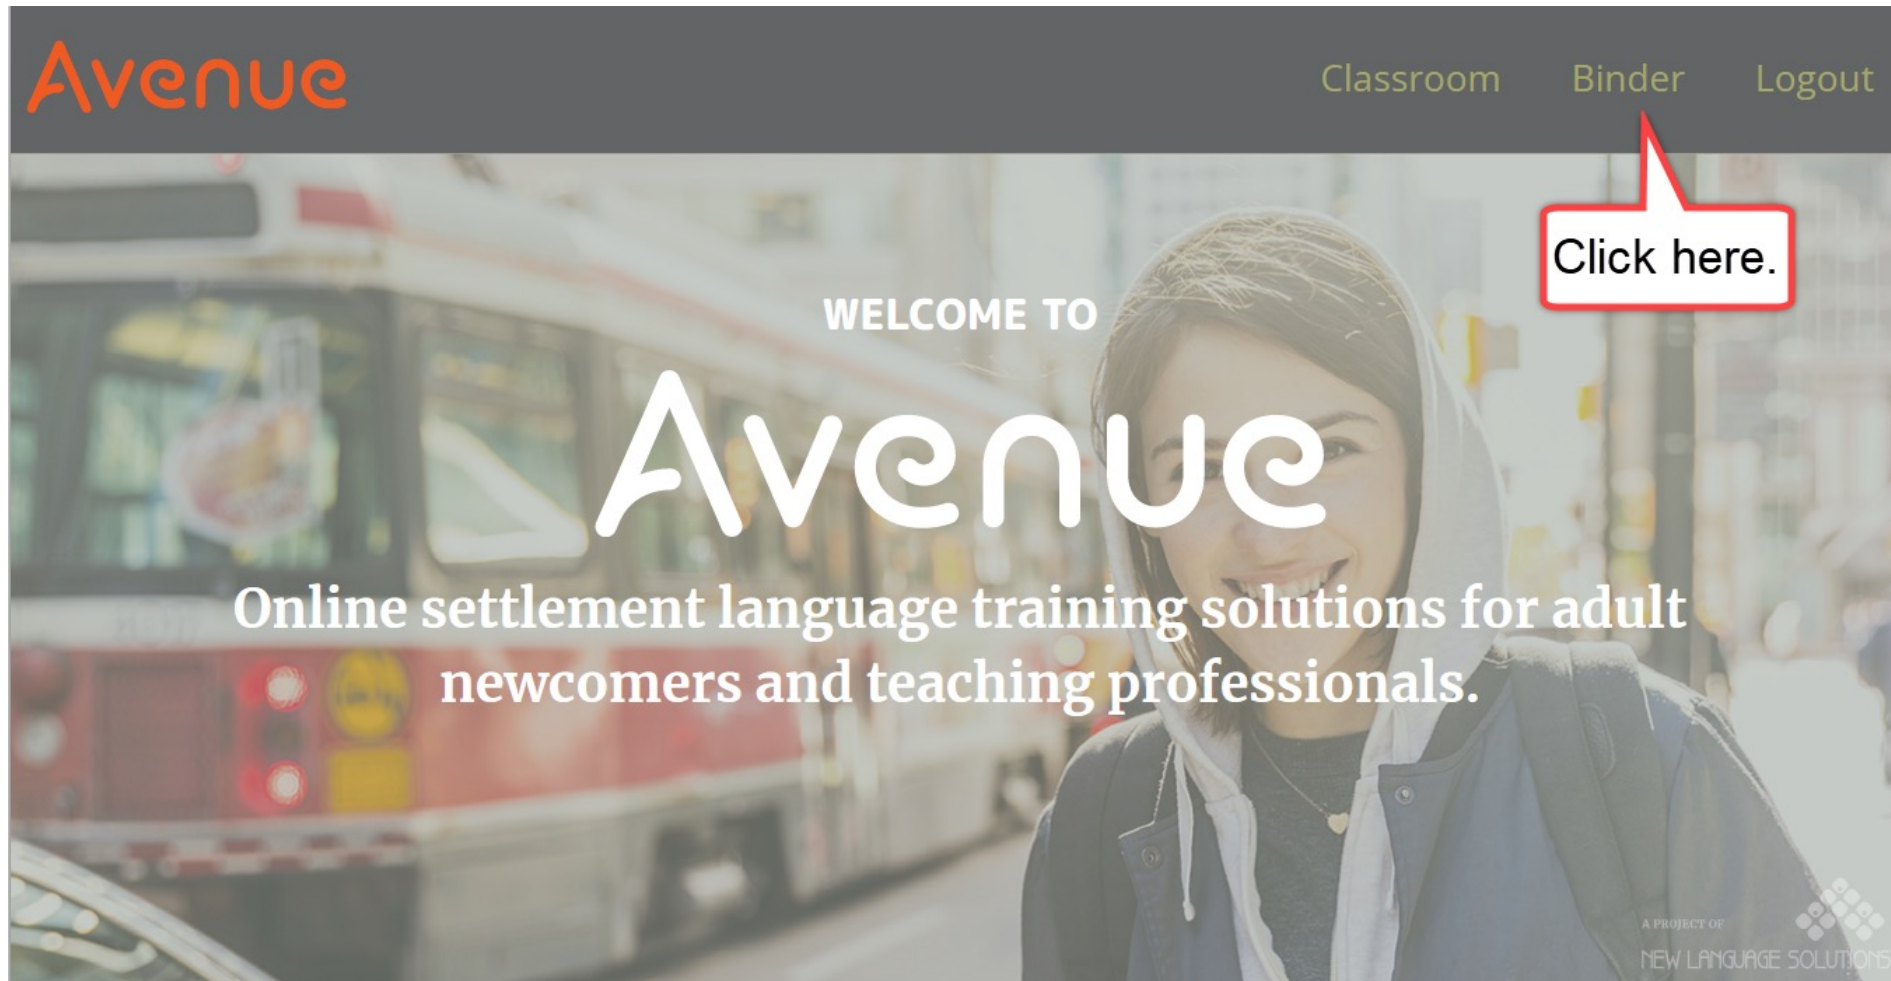 Avenue
Classroom Binder Logout
Click here.
WELCOME TO
Avenue
Online settlement language training solutions for adult
newcomers and teaching professionals.
A PROJECT OF
NEW LANGUAGE SOLUTIONS